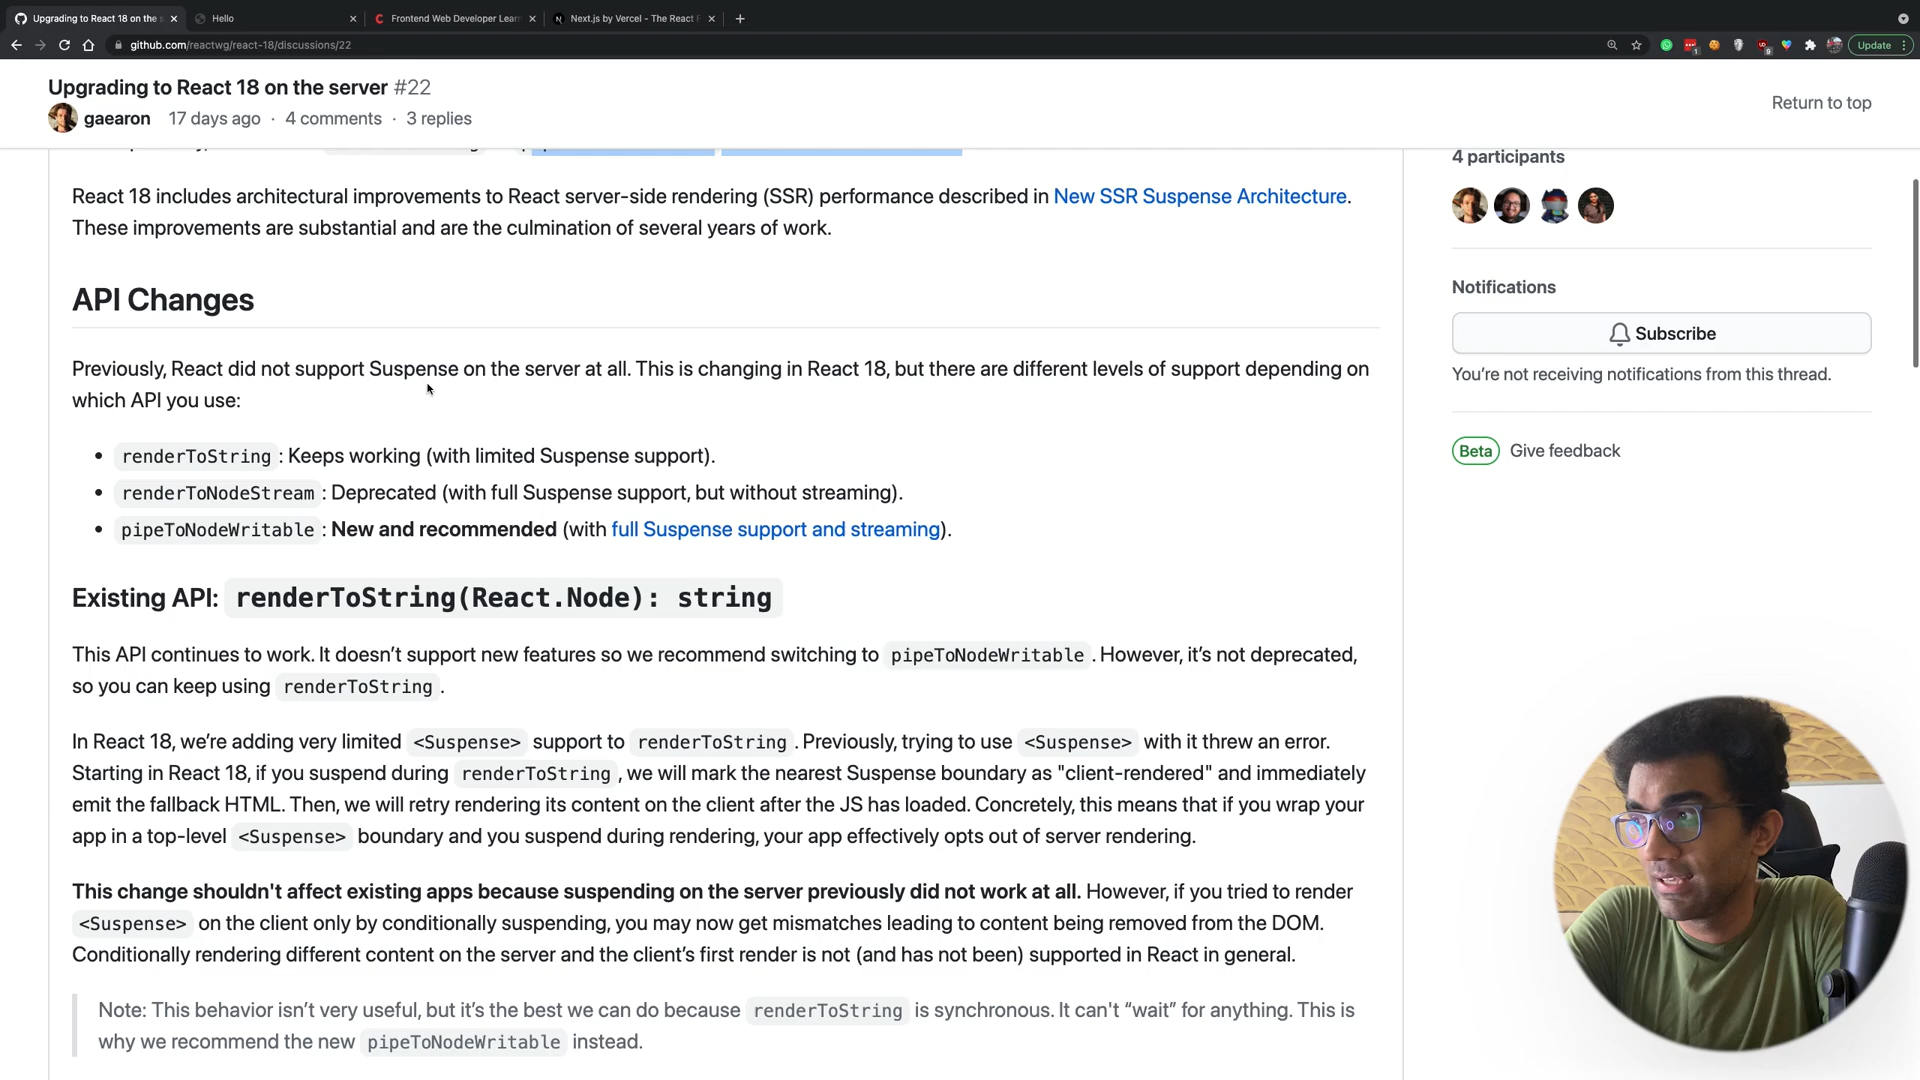 Upgrading to React 18 on the s
Hello
Frontend Web Developer Lear
Next.js by Vercel - The React F
github.com/reactwg/react-18/discussions/22
Update
Upgrading to React 18 on the server #22
gaearon 17 days ago · 4 comments · 3 replies
Return to top
React 18 includes architectural improvements to React server-side rendering (SSR) performance described in New SSR Suspense Architecture.
These improvements are substantial and are the culmination of several years of work.
API Changes
Previously, React did not support Suspense on the server at all. This is changing in React 18, but there are different levels of support depending on
which API you use:
• renderToString : Keeps working (with limited Suspense support).
• renderToNodeStream : Deprecated (with full Suspense support, but without streaming).
• pipeToNodeWritable : New and recommended (with full Suspense support and streaming).
Existing API: renderToString(React.Node): string
This API continues to work. It doesn’t support new features so we recommend switching to pipeToNodeWritable . However, it’s not deprecated,
so you can keep using renderToString .
In React 18, we’re adding very limited <Suspense> support to renderToString . Previously, trying to use <Suspense> with it threw an error.
Starting in React 18, if you suspend during renderToString , we will mark the nearest Suspense boundary as "client-rendered" and immediately
emit the fallback HTML. Then, we will retry rendering its content on the client after the JS has loaded. Concretely, this means that if you wrap your
app in a top-level <Suspense> boundary and you suspend during rendering, your app effectively opts out of server rendering.
This change shouldn't affect existing apps because suspending on the server previously did not work at all. However, if you tried to render
<Suspense> on the client only by conditionally suspending, you may now get mismatches leading to content being removed from the DOM.
Conditionally rendering different content on the server and the client’s first render is not (and has not been) supported in React in general.
Note: This behavior isn’t very useful, but it’s the best we can do because renderToString is synchronous. It can't “wait” for anything. This is
why we recommend the new pipeToNodeWritable instead.
4 participants
Notifications
Subscribe
You’re not receiving notifications from this thread.
Beta Give feedback